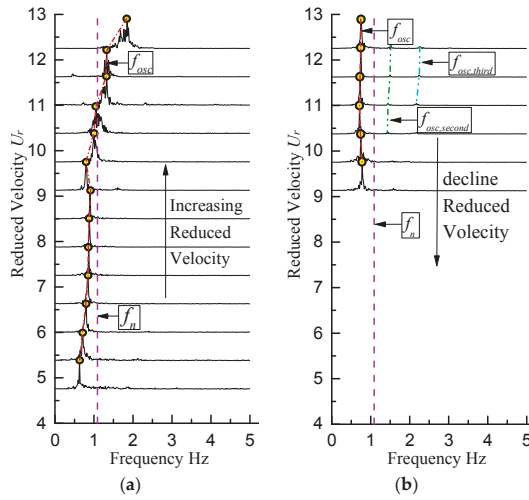 13
12
11
10
9
8
7
6
5
4
Reduced Velocity Ur
fosc
Increasing
Reduced
Velocity
fn
0 1 2 3 4 5
Frequency Hz
(a)
13
12
11
10
9
8
7
6
5
4
Reduced Velocity Ur
fosc
fosc,third
fosc,second
decline
Reduced
Volecity
fn
0 1 2 3 4 5
Frequency Hz
(b)